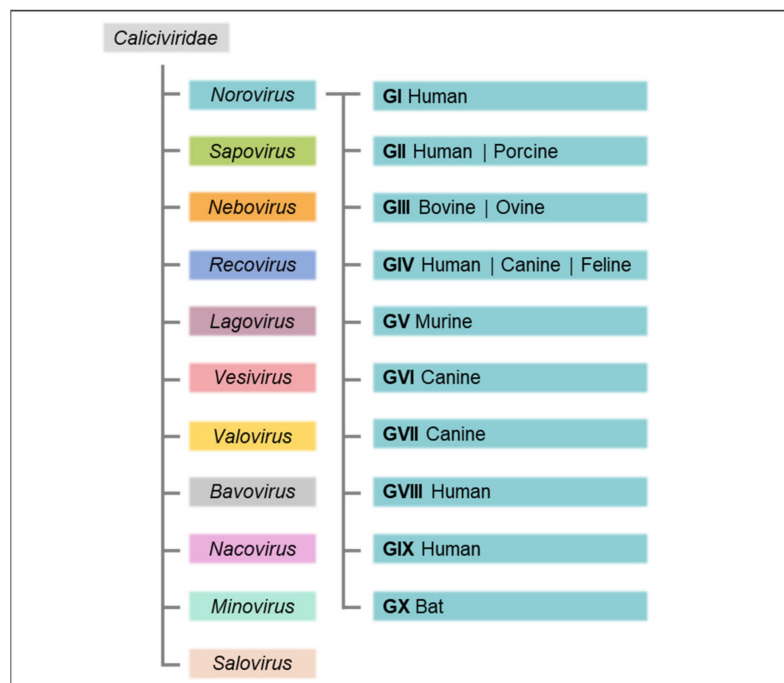 Caliciviridae
Norovirus
GI Human
Sapovirus
GII Human | Porcine
Nebovirus
GIII Bovine | Ovine
Recovirus
GIV Human | Canine | Feline
Lagovirus
GV Murine
Vesivirus
GVI Canine
Valovirus
GVII Canine
Bavovirus
GVIII Human
Nacovirus
GIX Human
Minovirus
GX Bat
Salovirus